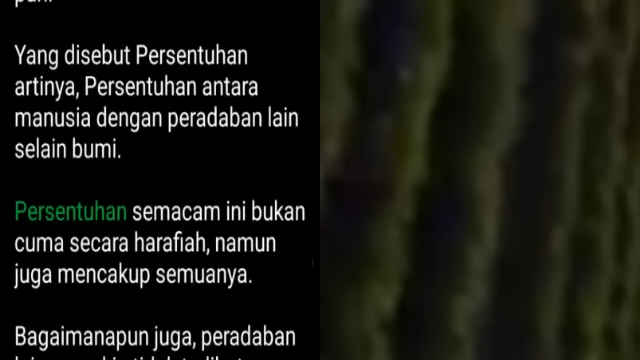 Yang disebut Persentuhan
artinya, Persentuhan antara
manusia dengan peradaban lain
selain bumi.
Persentuhan semacam ini bukan
cuma secara harafiah, namun
juga mencakup semuanya.
Bagaimanapun juga, peradaban